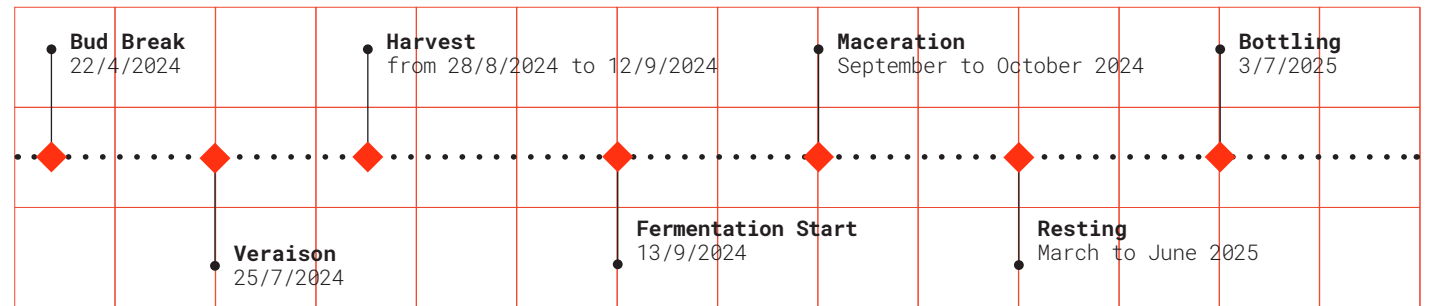 Bud Break
22/4/2024
Veraison
25/7/2024
Harvest
from 28/8/2024 to 12/9/2024
Fermentation Start
13/9/2024
Maceration
September to October 2024
Resting
March to June 2025
Bottling
3/7/2025